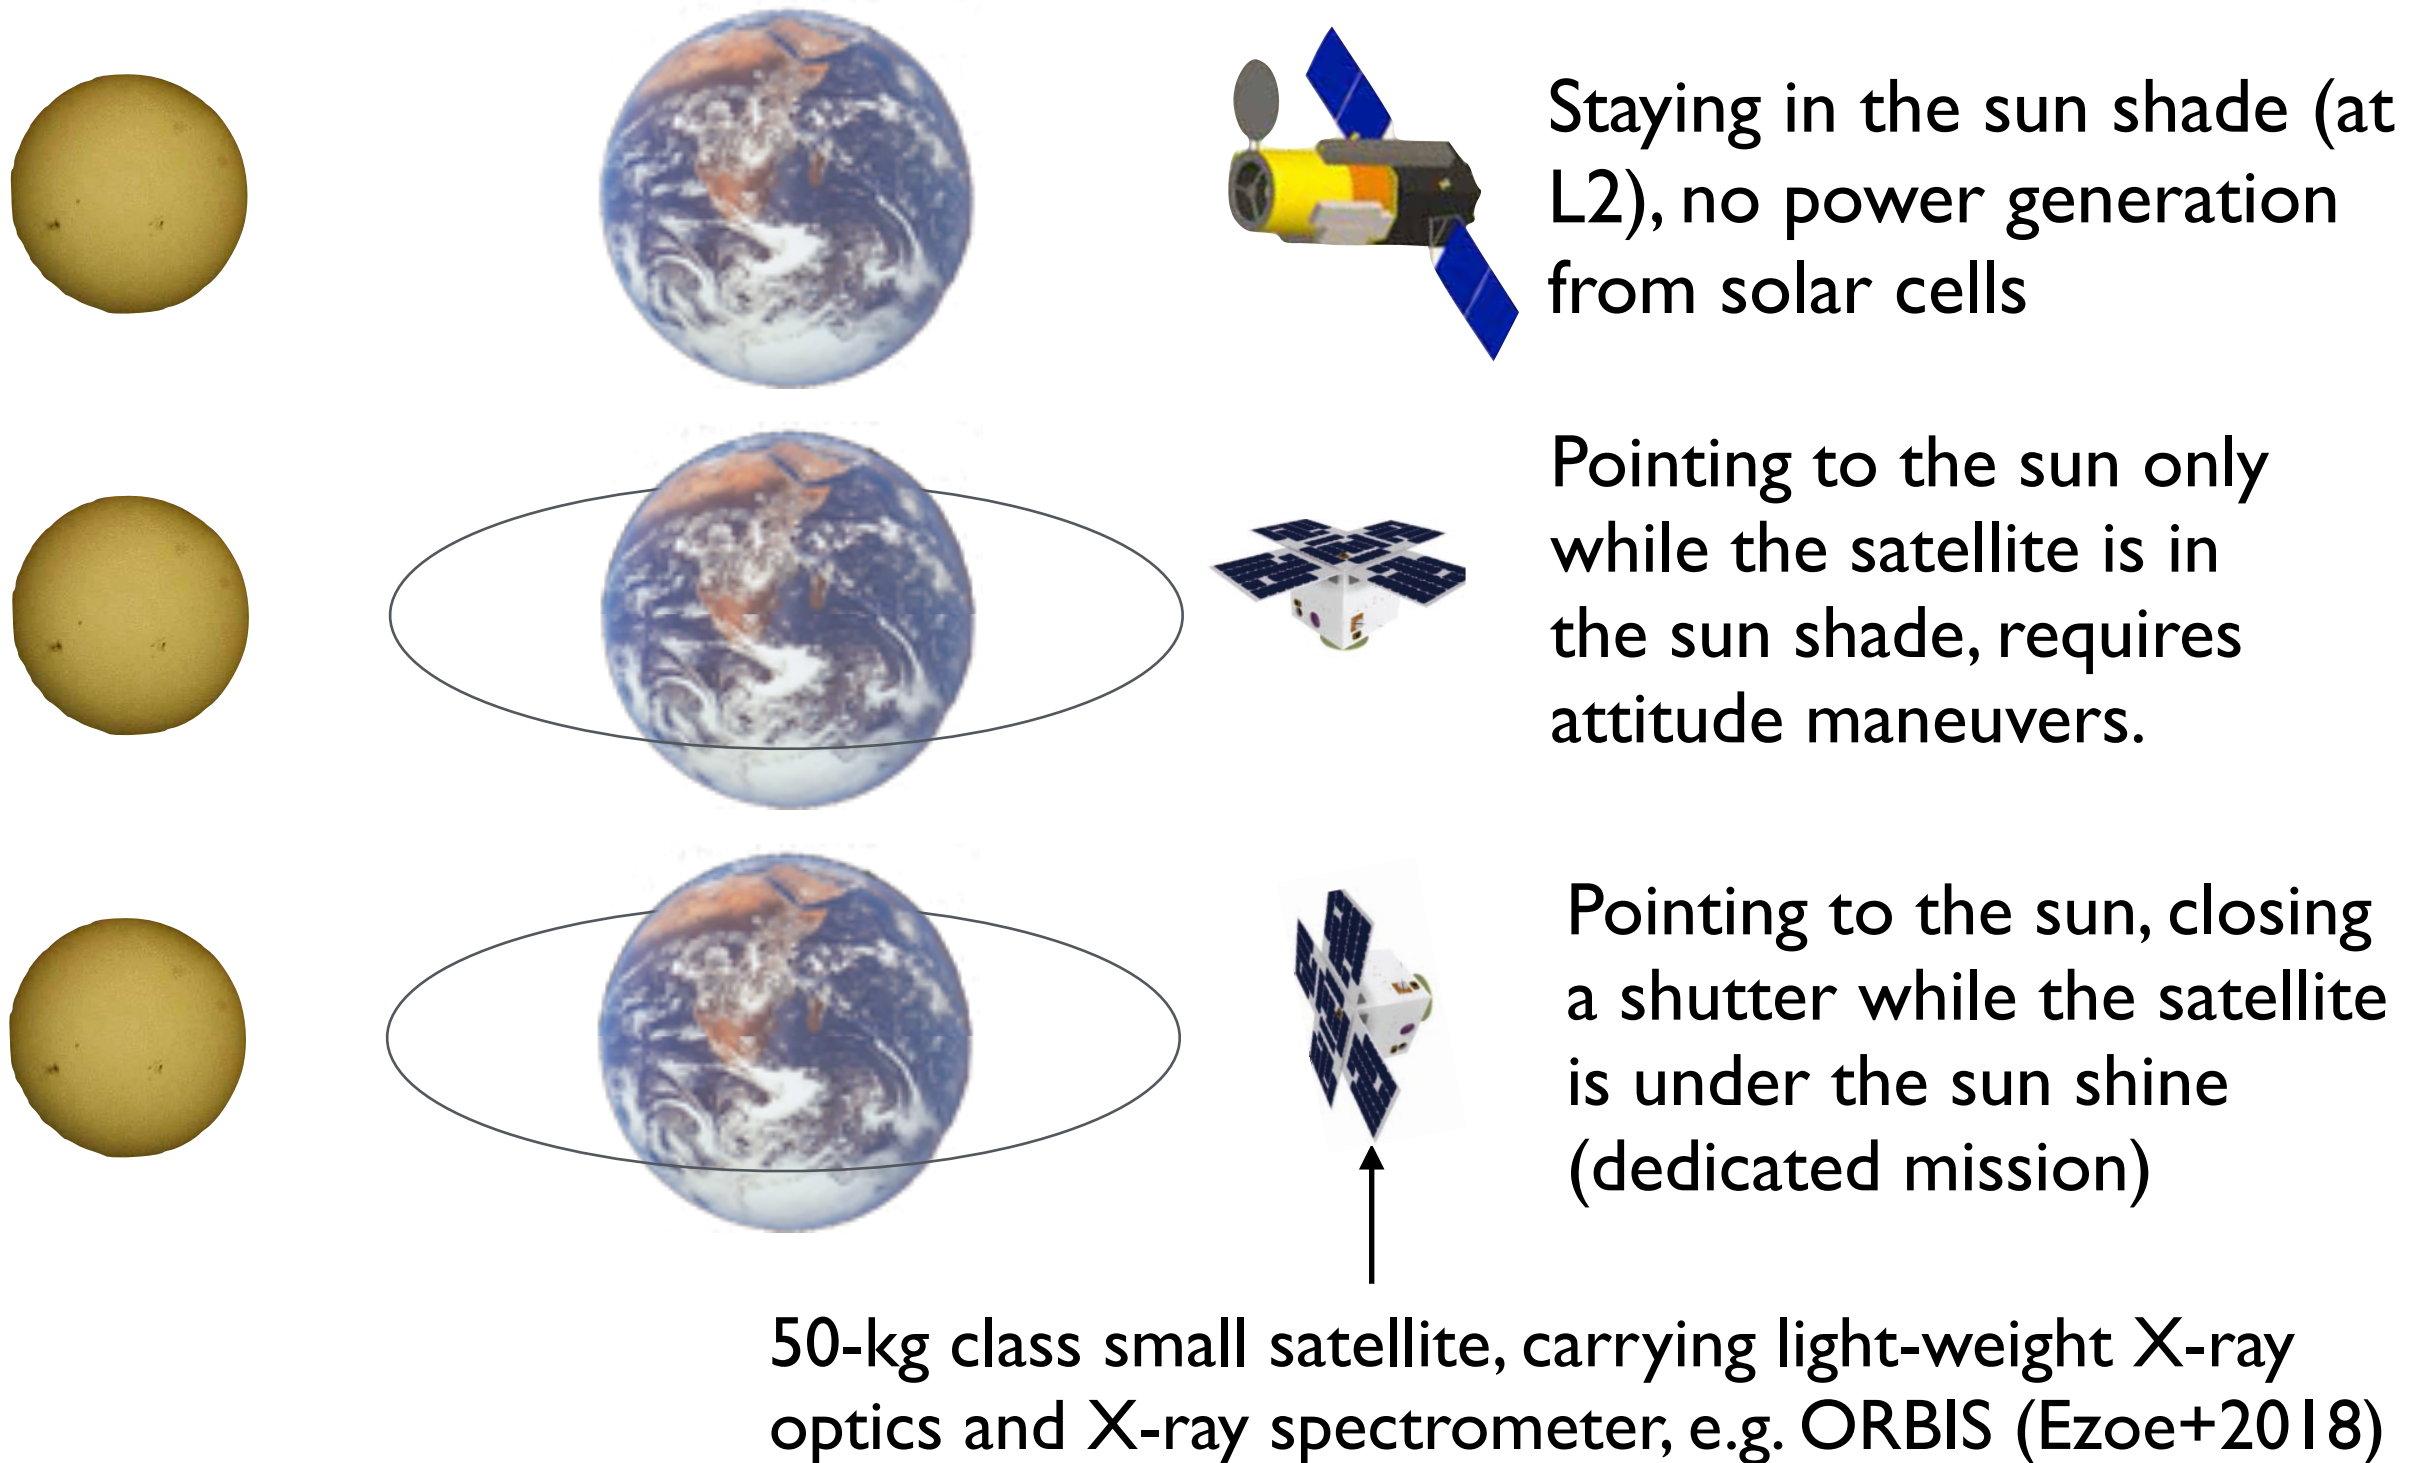 Staying in the sun shade (at
L2), no power generation
from solar cells
Pointing to the sun only
while the satellite is in
the sun shade, requires
attitude maneuvers.
Pointing to the sun, closing
a shutter while the satellite
is under the sun shine
(dedicated mission)
50-kg class small satellite, carrying light-weight X-ray
optics and X-ray spectrometer, e.g. ORBIS (Ezoe+2018)